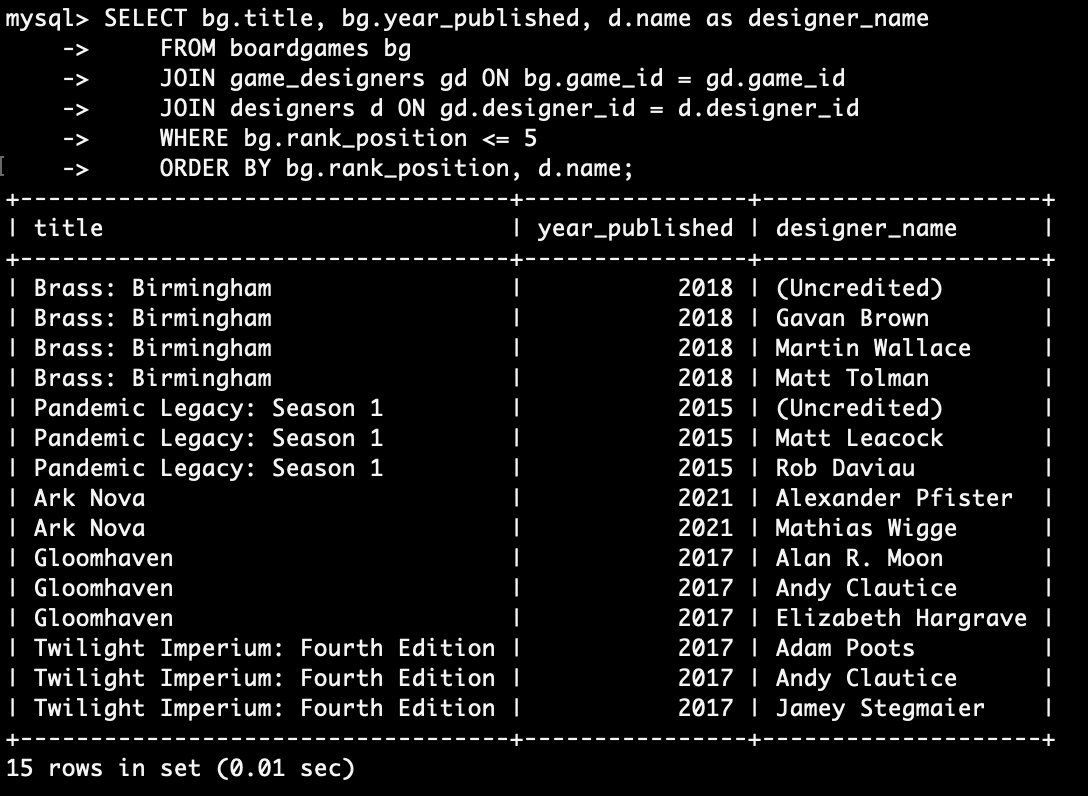 mysql> SELECT bg.title, bg.year_published, d.name as designer_name
    ->     FROM boardgames bg
    ->     JOIN game_designers gd ON bg.game_id = gd.game_id
    ->     JOIN designers d ON gd.designer_id = d.designer_id
    ->     WHERE bg.rank_position <= 5
    ->     ORDER BY bg.rank_position, d.name;
+-----------------------------------+----------------+--------------------+
| title                             | year_published | designer_name      |
+-----------------------------------+----------------+--------------------+
| Brass: Birmingham                 |           2018 | (Uncredited)       |
| Brass: Birmingham                 |           2018 | Gavan Brown        |
| Brass: Birmingham                 |           2018 | Martin Wallace     |
| Brass: Birmingham                 |           2018 | Matt Tolman        |
| Pandemic Legacy: Season 1         |           2015 | (Uncredited)       |
| Pandemic Legacy: Season 1         |           2015 | Matt Leacock       |
| Pandemic Legacy: Season 1         |           2015 | Rob Daviau         |
| Ark Nova                          |           2021 | Alexander Pfister  |
| Ark Nova                          |           2021 | Mathias Wigge      |
| Gloomhaven                        |           2017 | Alan R. Moon       |
| Gloomhaven                        |           2017 | Andy Clautice      |
| Gloomhaven                        |           2017 | Elizabeth Hargrave |
| Twilight Imperium: Fourth Edition |           2017 | Adam Poots         |
| Twilight Imperium: Fourth Edition |           2017 | Andy Clautice      |
| Twilight Imperium: Fourth Edition |           2017 | Jamey Stegmaier    |
+-----------------------------------+----------------+--------------------+
15 rows in set (0.01 sec)